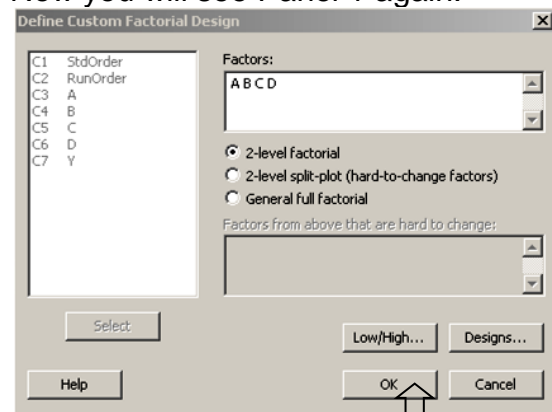 Now you will see Panel 1 again.
Define Custom Factorial Design
C1 StdOrder
C2 RunOrder
C3 A
C4 B
C5 C
C6 D
C7 Y
Factors:
A B C D
2-level factorial
2-level split-plot (hard-to-change factors)
General full factorial
Factors from above that are hard to change:
Select
Low/High...
Designs...
Help
OK
Cancel